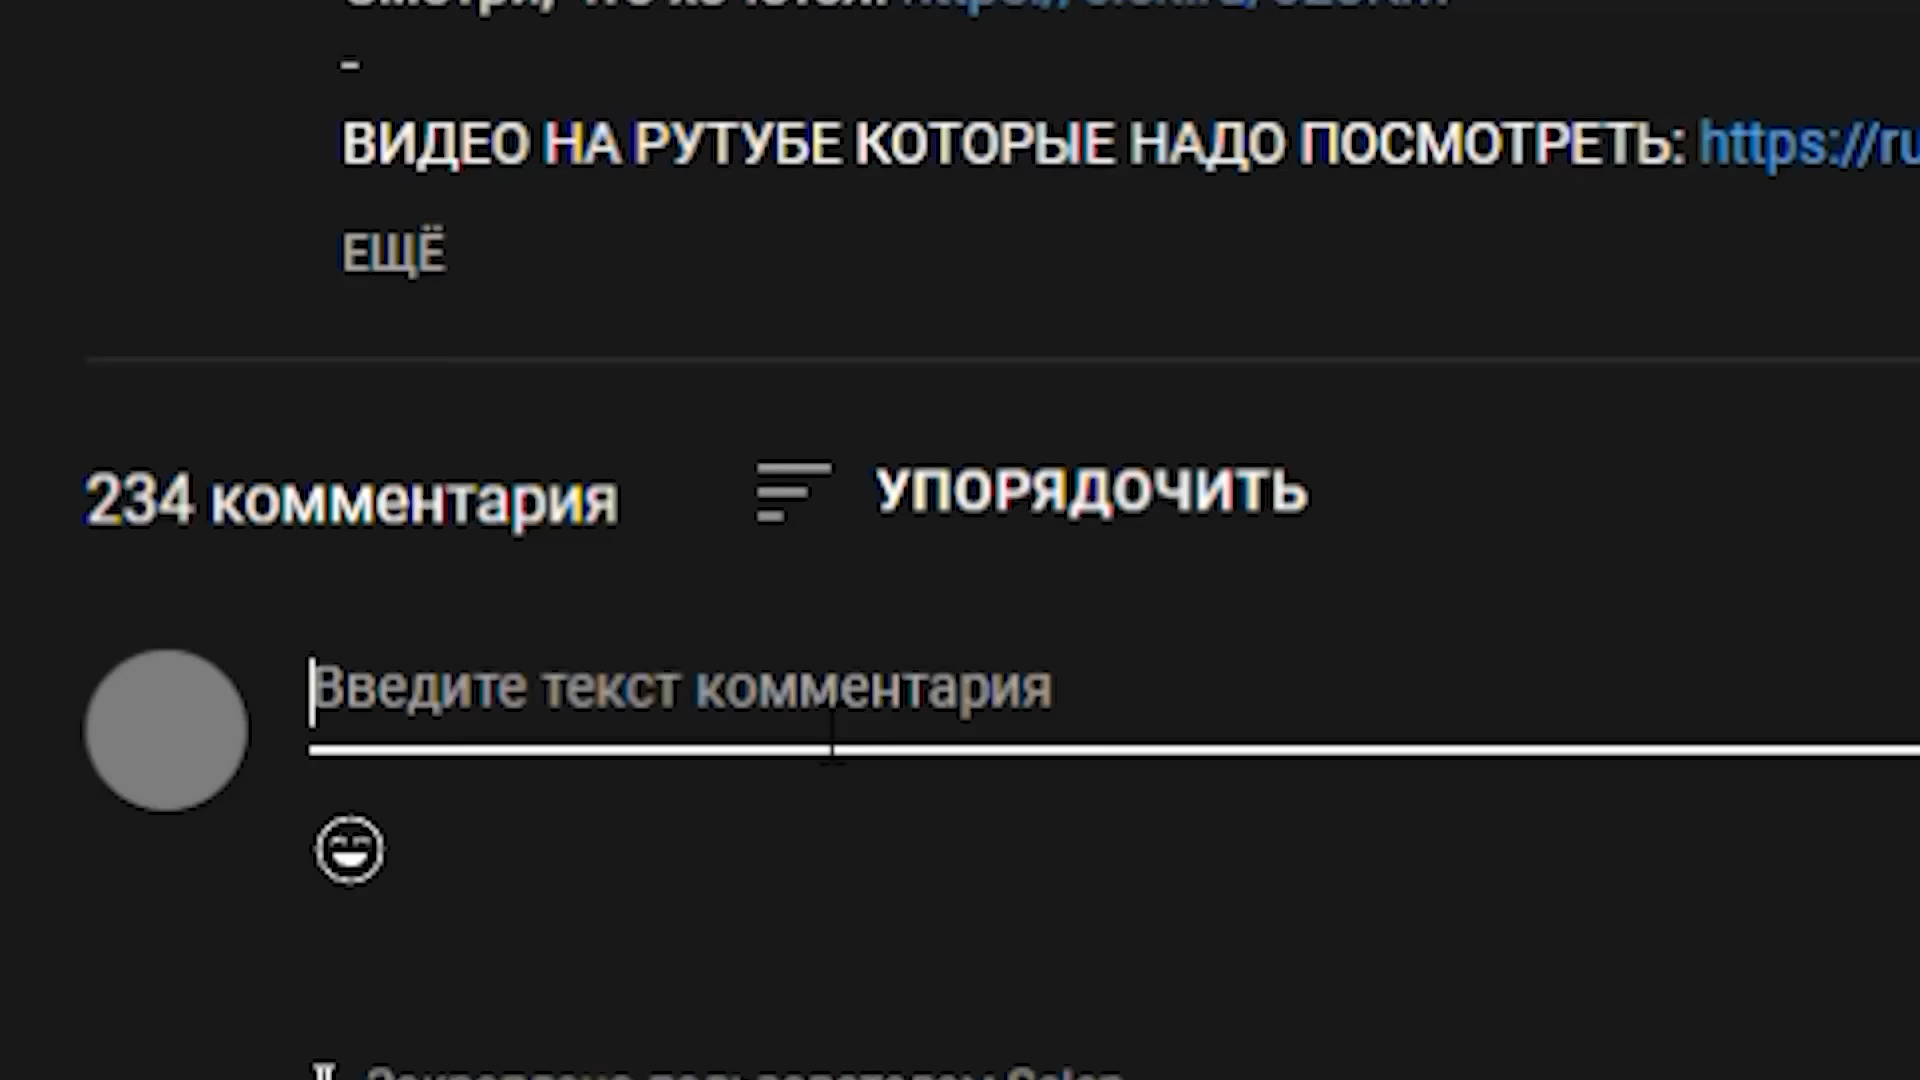 -
ВИДЕО НА РУТУБЕ КОТОРЫЕ НАДО ПОСМОТРЕТЬ: https://ru
ЕЩЁ
234 комментария
УПОРЯДОЧИТЬ
Введите текст комментария